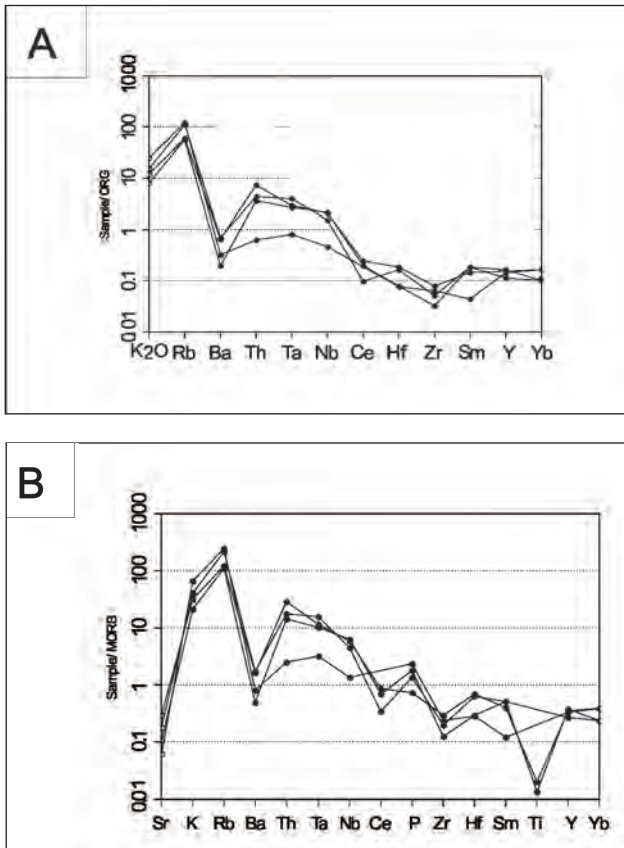 A
Sample/ ORG
1000
100
10
1
0.1
0.01
K2O Rb Ba Th Ta Nb Ce Hf Zr Sm Y Yb
B
Sample/ MORB
1000
100
10
1
0.1
0.01
Sr K Rb Ba Th Ta Nb Ce P Zr Hf Sm Ti Y Yb